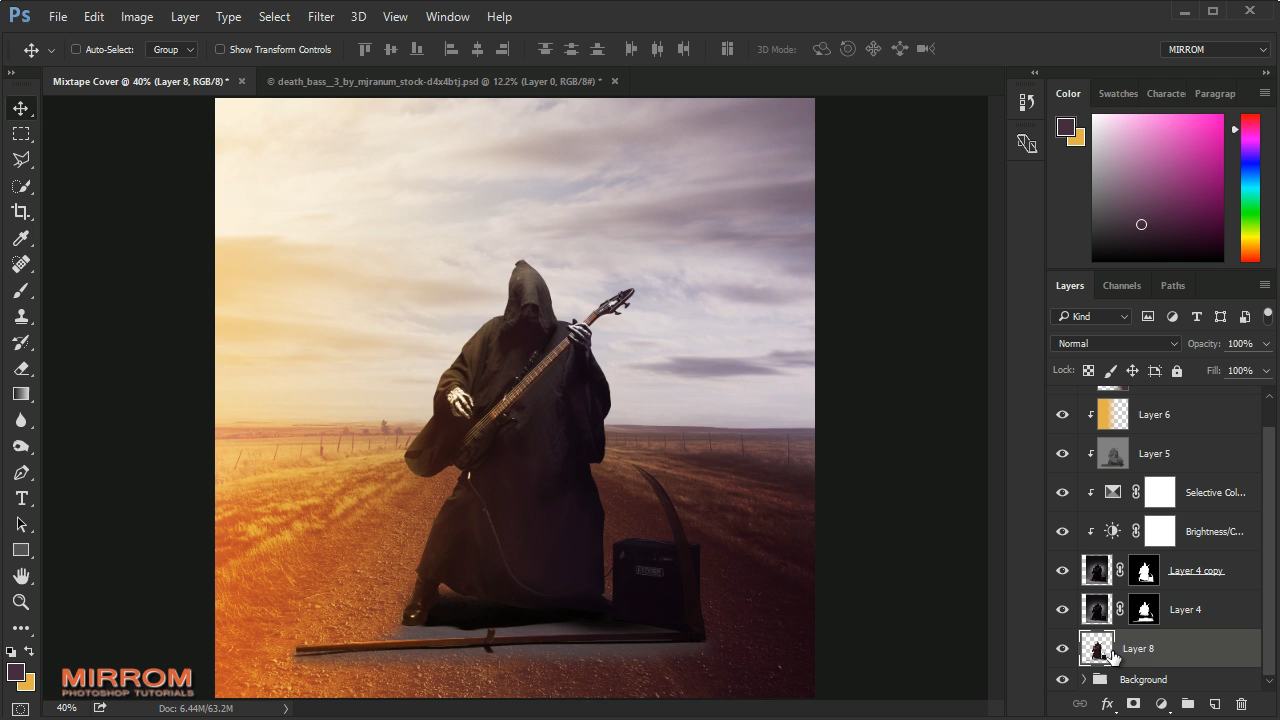 Ps File Edit Image Layer Type Select Filter 3D View Window Help
Auto-Select: Group Show Transform Controls 3D Mode: MIRROM
Mixtape Cover @ 40% (Layer 8, RGB/8) * × © death_bass__3_by_mjranum_stock-d4x4btj.psd @ 12.2% (Layer 0, RGB/8#) * ×
Color Swatches Character Paragrap
Layers Channels Paths
Kind
Normal Opacity: 100%
Lock: Fill: 100%
Layer 6
Layer 5
Selective Col...
Brightness/C...
Layer 4 copy
Layer 4
Layer 8
Background
MIRROM
PHOTOSHOP TUTORIALS
40% Doc: 6.44M/63.2M
fx